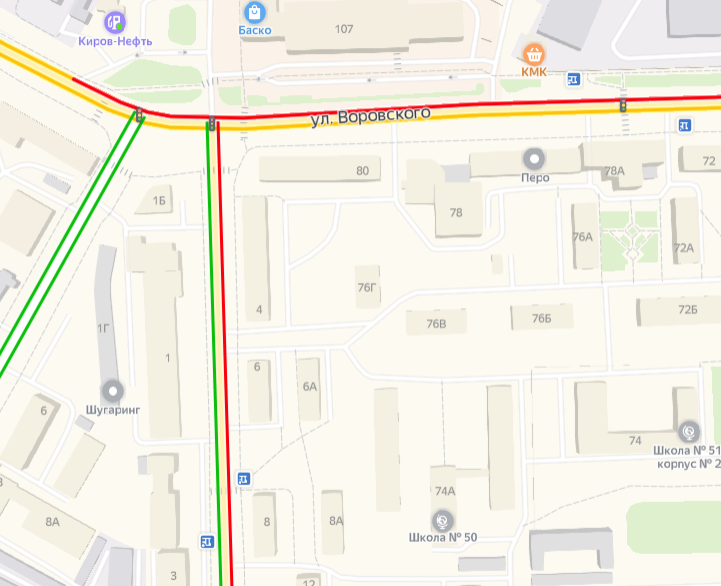 107
Киров-Нефть
Баско
КМК
ул. Воровского
80
Перо
78А
72
1Б
78
76А
72А
76Г
4
1Г
76В
76Б
72Б
1
6
6А
Шугаринг
6
74
Школа № 51
корпус № 2
74А
8
8А
8А
Школа № 50
3
12